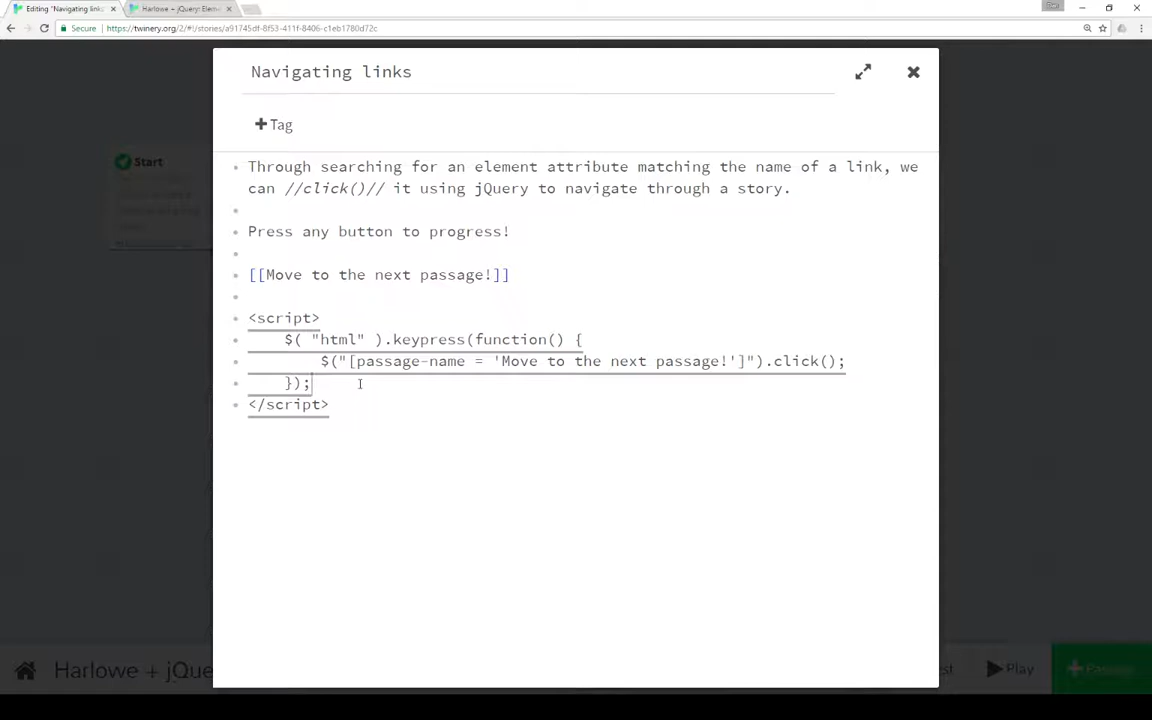 Editing "Navigating links"
Harlowe + jQuery: Elem
Secure
https://twinery.org/2/#!/stories/a91745df-8f53-411f-8406-c1eb1780d72c
Navigating links
+Tag
Start
Through searching for an element attribute matching the name of a link, we
can //click()// it using jQuery to navigate through a story.
Press any button to progress!
[[Move to the next passage!]]
<script>
$( "html" ).keypress(function() {
$("[passage-name = 'Move to the next passage!']").click();
});
</script>
Harlowe + jQue
est
Play
+Passage